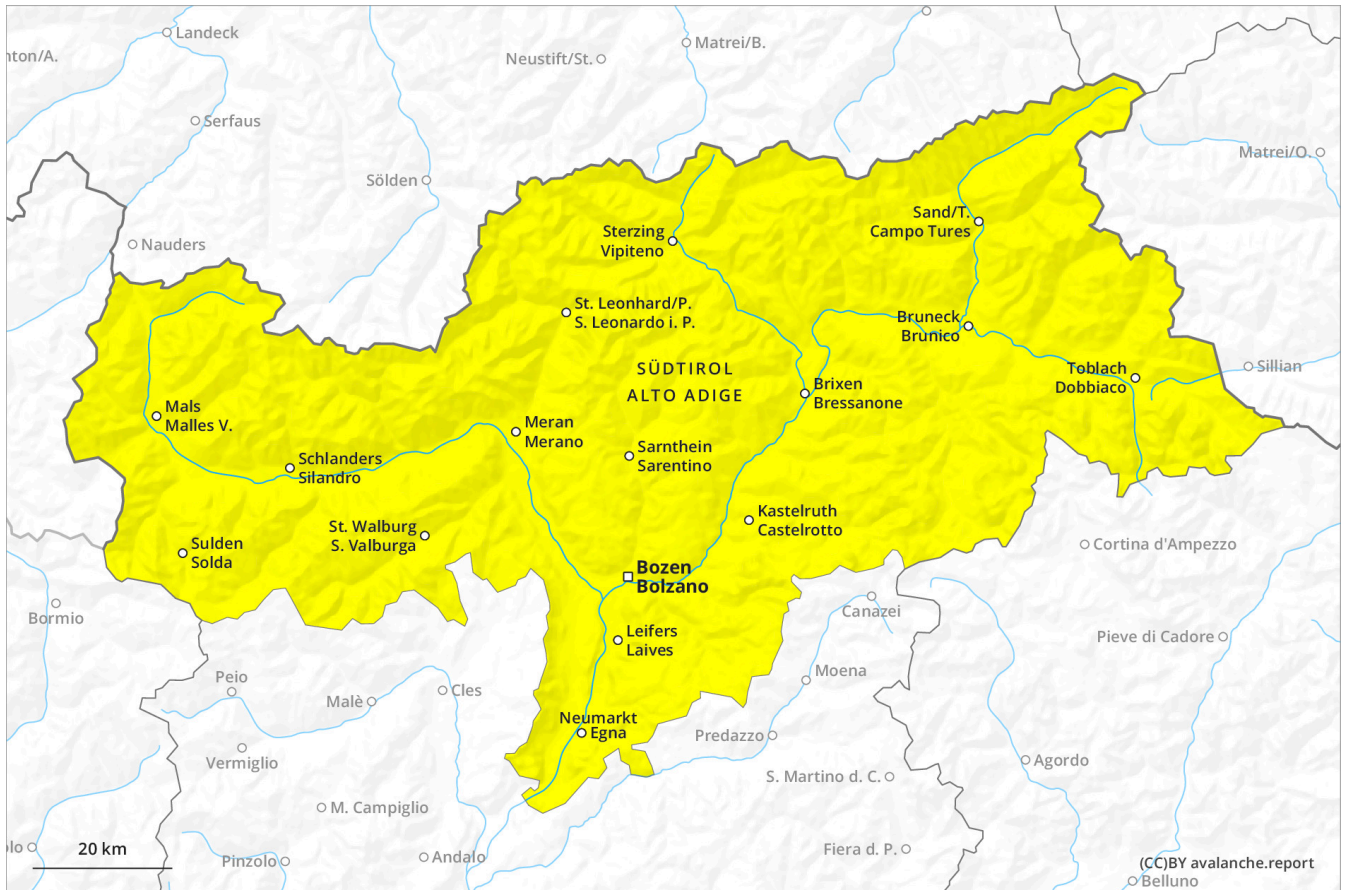 Landeck
nton/A.
Matrei/B.
Neustift/St.
Serfaus
Matrei/O.
Sölden
Nauders
Sand/T.
Campo Tures
Sterzing
Vipiteno
St. Leonhard/P.
S. Leonardo i. P.
Bruneck
Brunico
SÜDTIROL
ALTO ADIGE
Toblach
Dobbiaco
Sillian
Brixen
Bressanone
Mals
Malles V.
Meran
Merano
Sarnthein
Sarentino
Schlanders
Silandro
Kastelruth
Castelrotto
St. Walburg
S. Valburga
Sulden
Solda
Cortina d'Ampezzo
Bozen
Bolzano
Bormio
Canazei
Leifers
Laives
Pieve di Cadore
Moena
Peio
Malè
Cles
Neumarkt
Egna
Predazzo
Vermiglio
Agordo
S. Martino d. C.
M. Campiglio
lo
20 km
Pinzolo
Andalo
Fiera d. P.
(CC)BY avalanche.report
Belluno